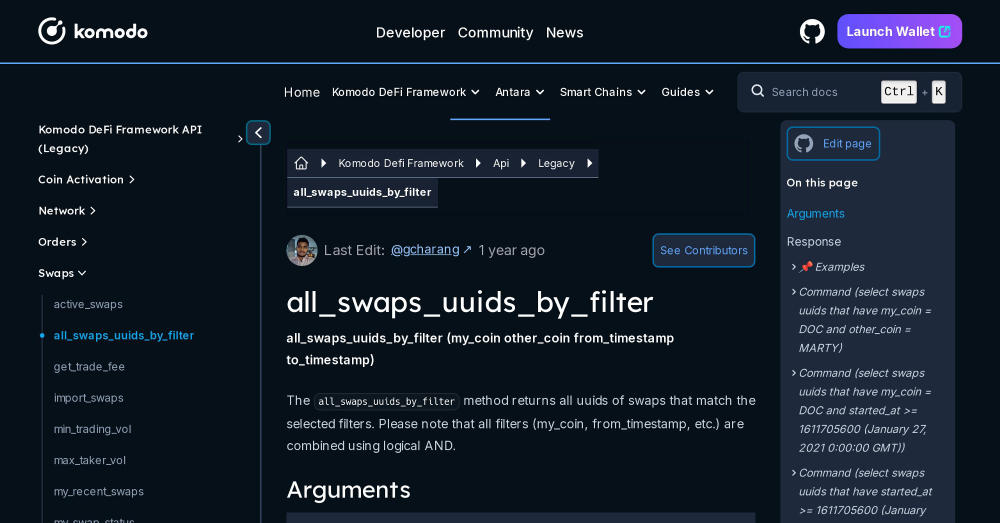 komodo
Developer Community News
Launch Wallet
Home Komodo DeFi Framework Antara Smart Chains Guides
Search docs Ctrl + K
Komodo DeFi Framework API
(Legacy)
Coin Activation
Network
Orders
Swaps
active_swaps
all_swaps_uuids_by_filter
get_trade_fee
import_swaps
min_trading_vol
max_taker_vol
my_recent_swaps
my_swap_status
Komodo Defi Framework Api Legacy
all_swaps_uuids_by_filter
Last Edit: @gcharang ↗ 1 year ago
See Contributors
all_swaps_uuids_by_filter
all_swaps_uuids_by_filter (my_coin other_coin from_timestamp
to_timestamp)
The all_swaps_uuids_by_filter method returns all uuids of swaps that match the
selected filters. Please note that all filters (my_coin, from_timestamp, etc.) are
combined using logical AND.
Arguments
Edit page
On this page
Arguments
Response
📌 Examples
Command (select swaps
uuids that have my_coin =
DOC and other_coin =
MARTY)
Command (select swaps
uuids that have my_coin =
DOC and started_at >=
1611705600 (January 27,
2021 0:00:00 GMT))
Command (select swaps
uuids that have started_at
>= 1611705600 (January